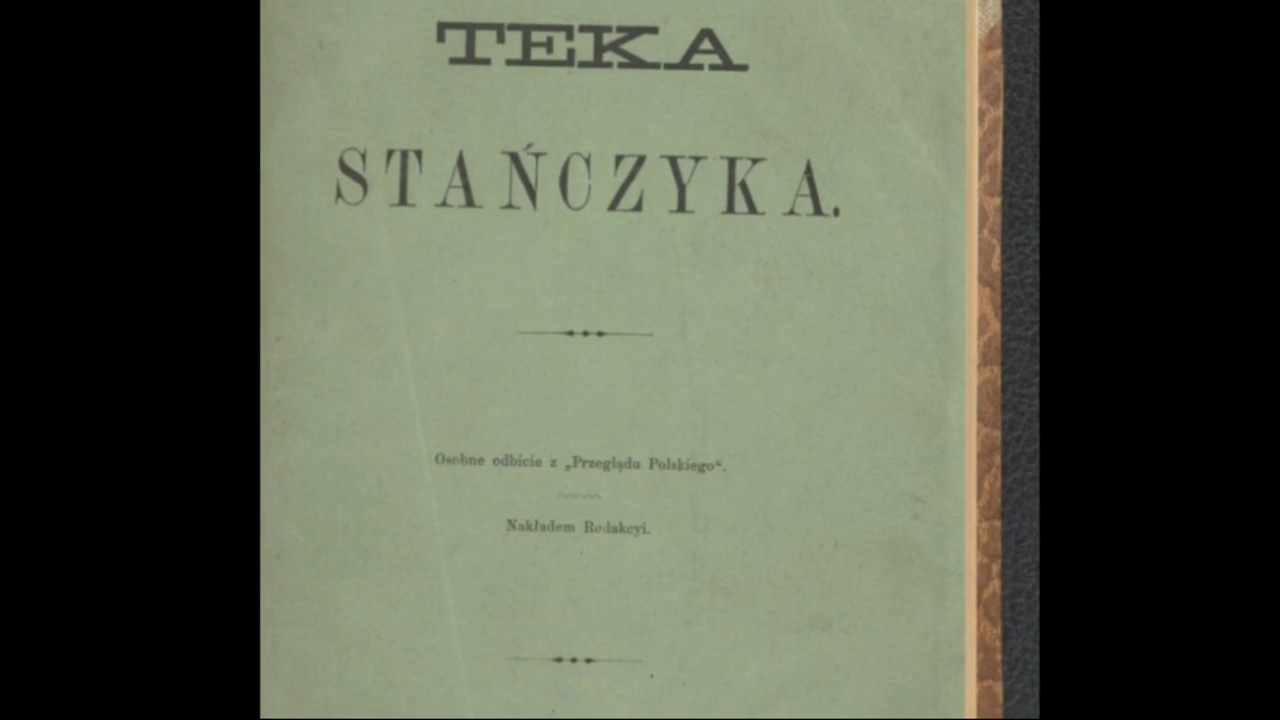 TEKA
STAŃCZYKA.
Osobne odbicie z „Przeglądu Polskiego“.
Nakładem Redakcyi.